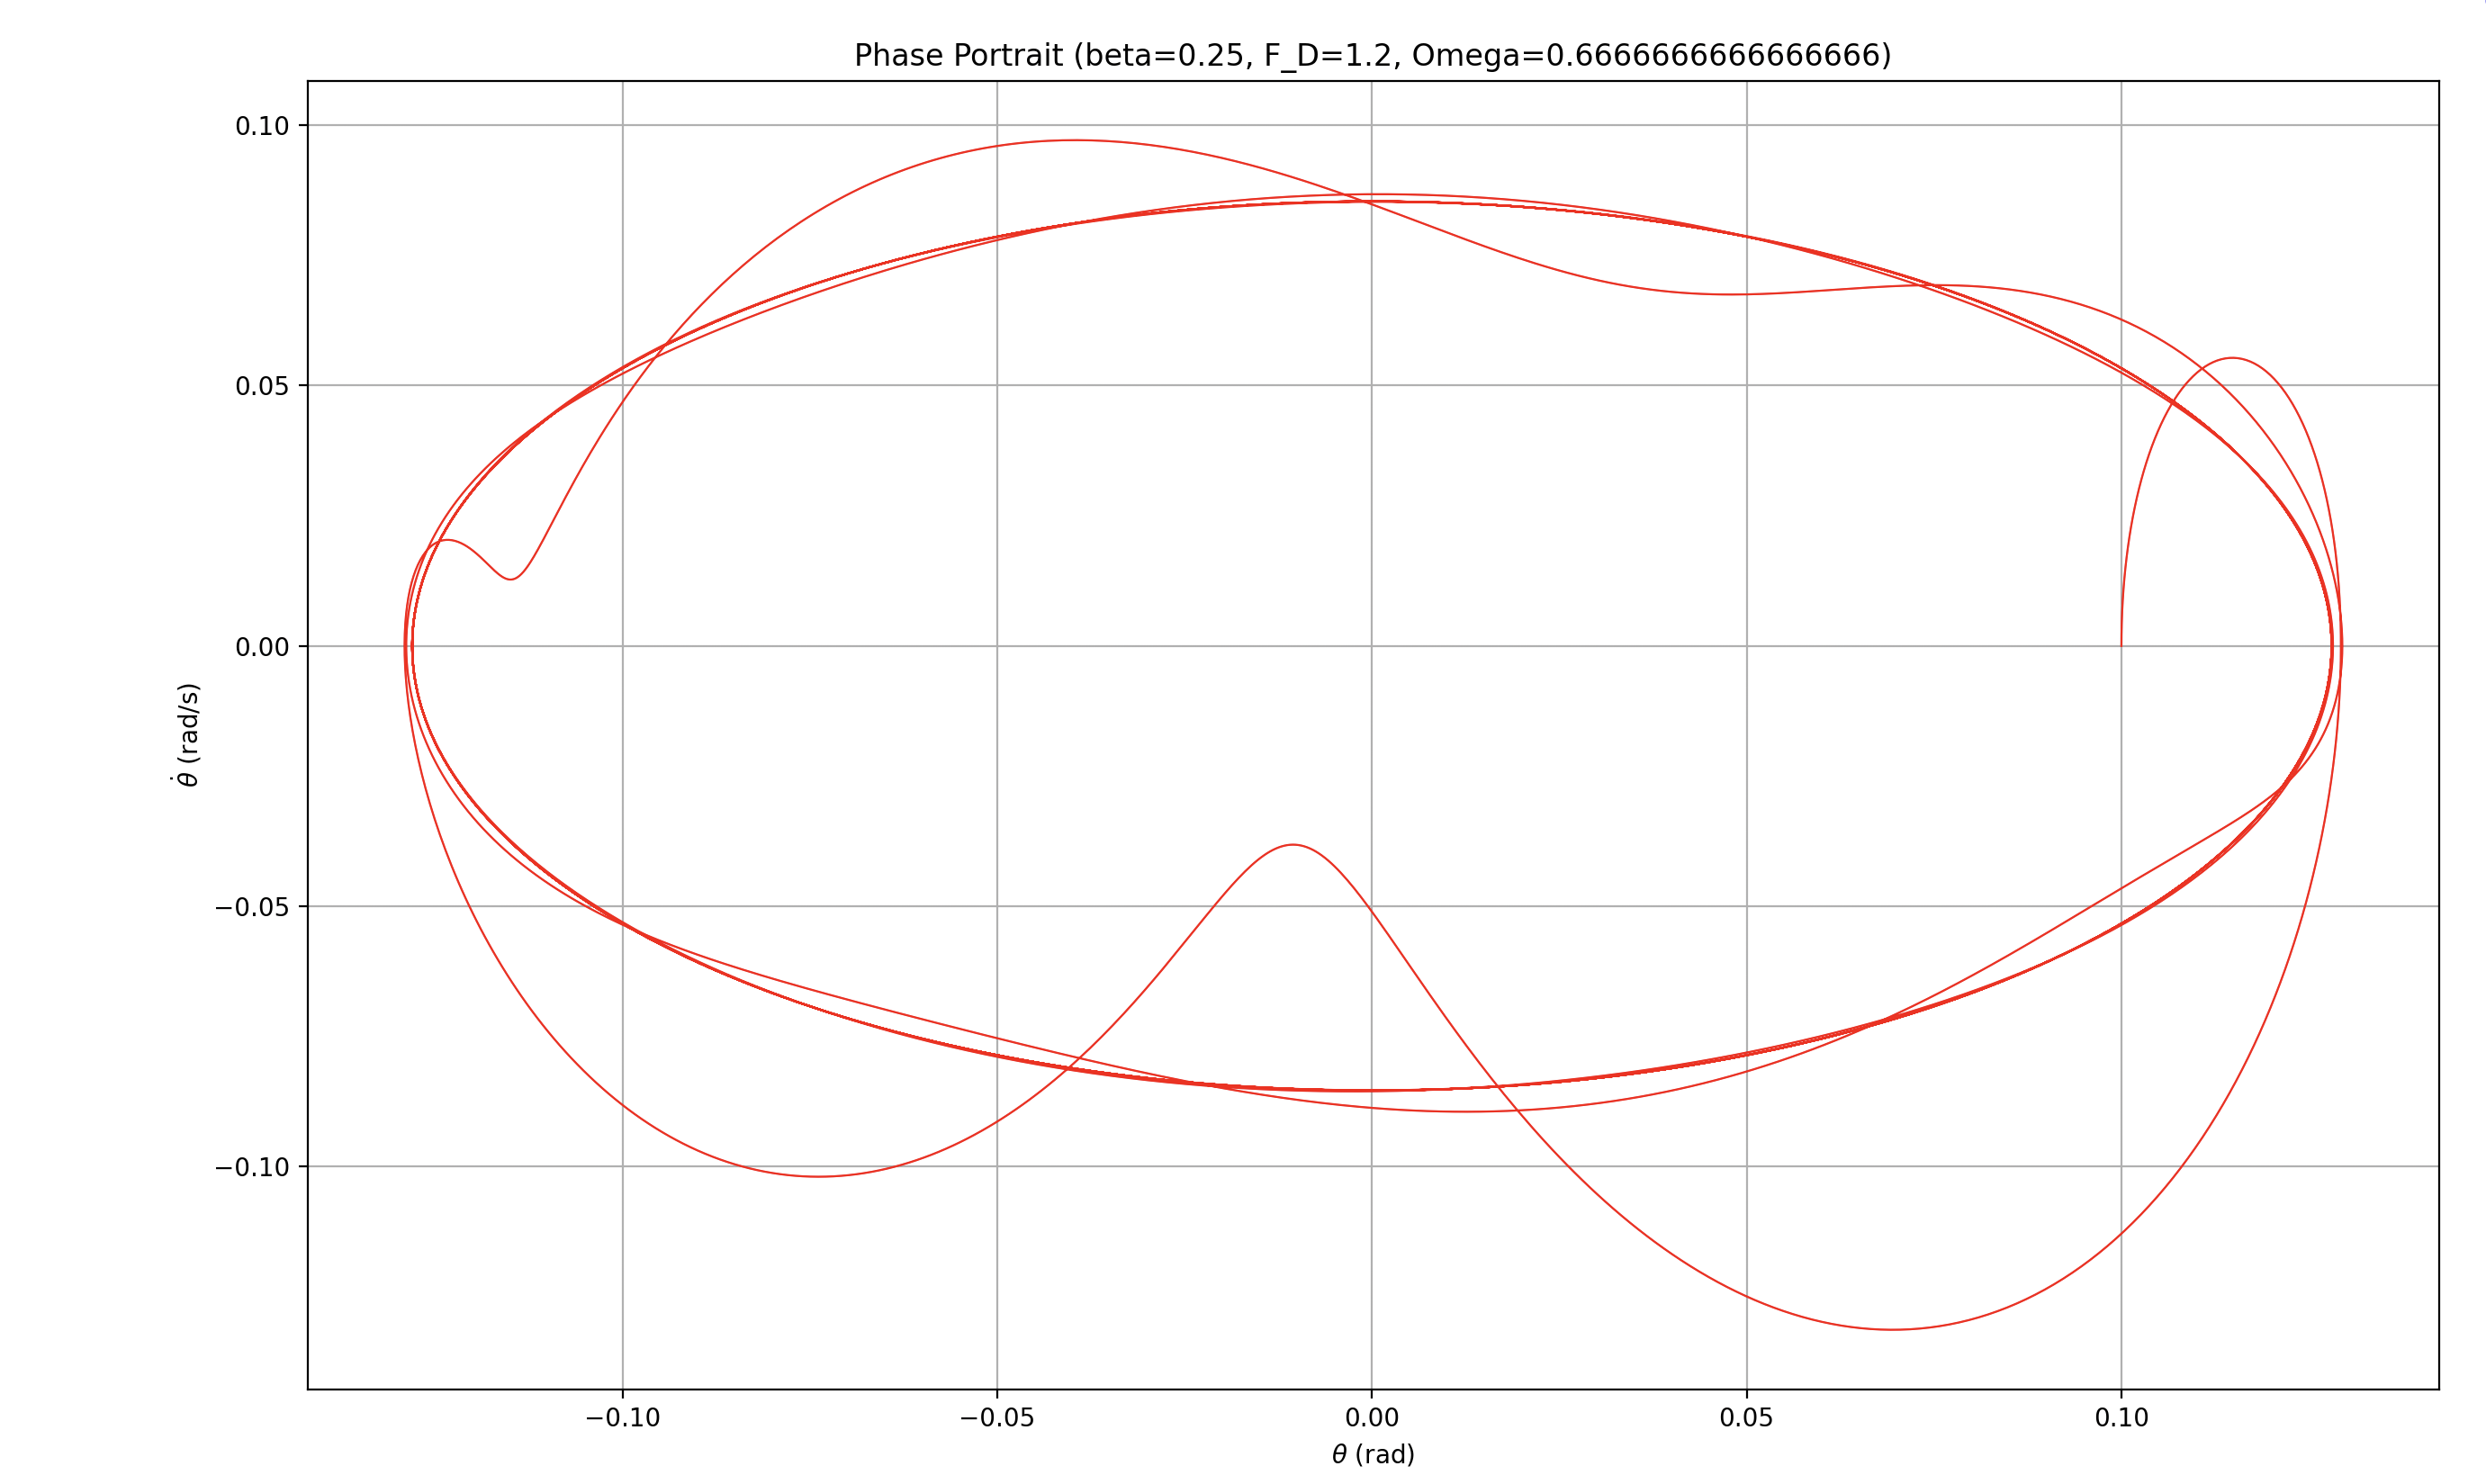 Phase Portrait (beta=0.25, F_D=1.2, Omega=0.6666666666666666)
0.10
0.05
0.00
−0.05
−0.10
θ̇ (rad/s)
−0.10 −0.05 0.00 0.05 0.10
θ (rad)